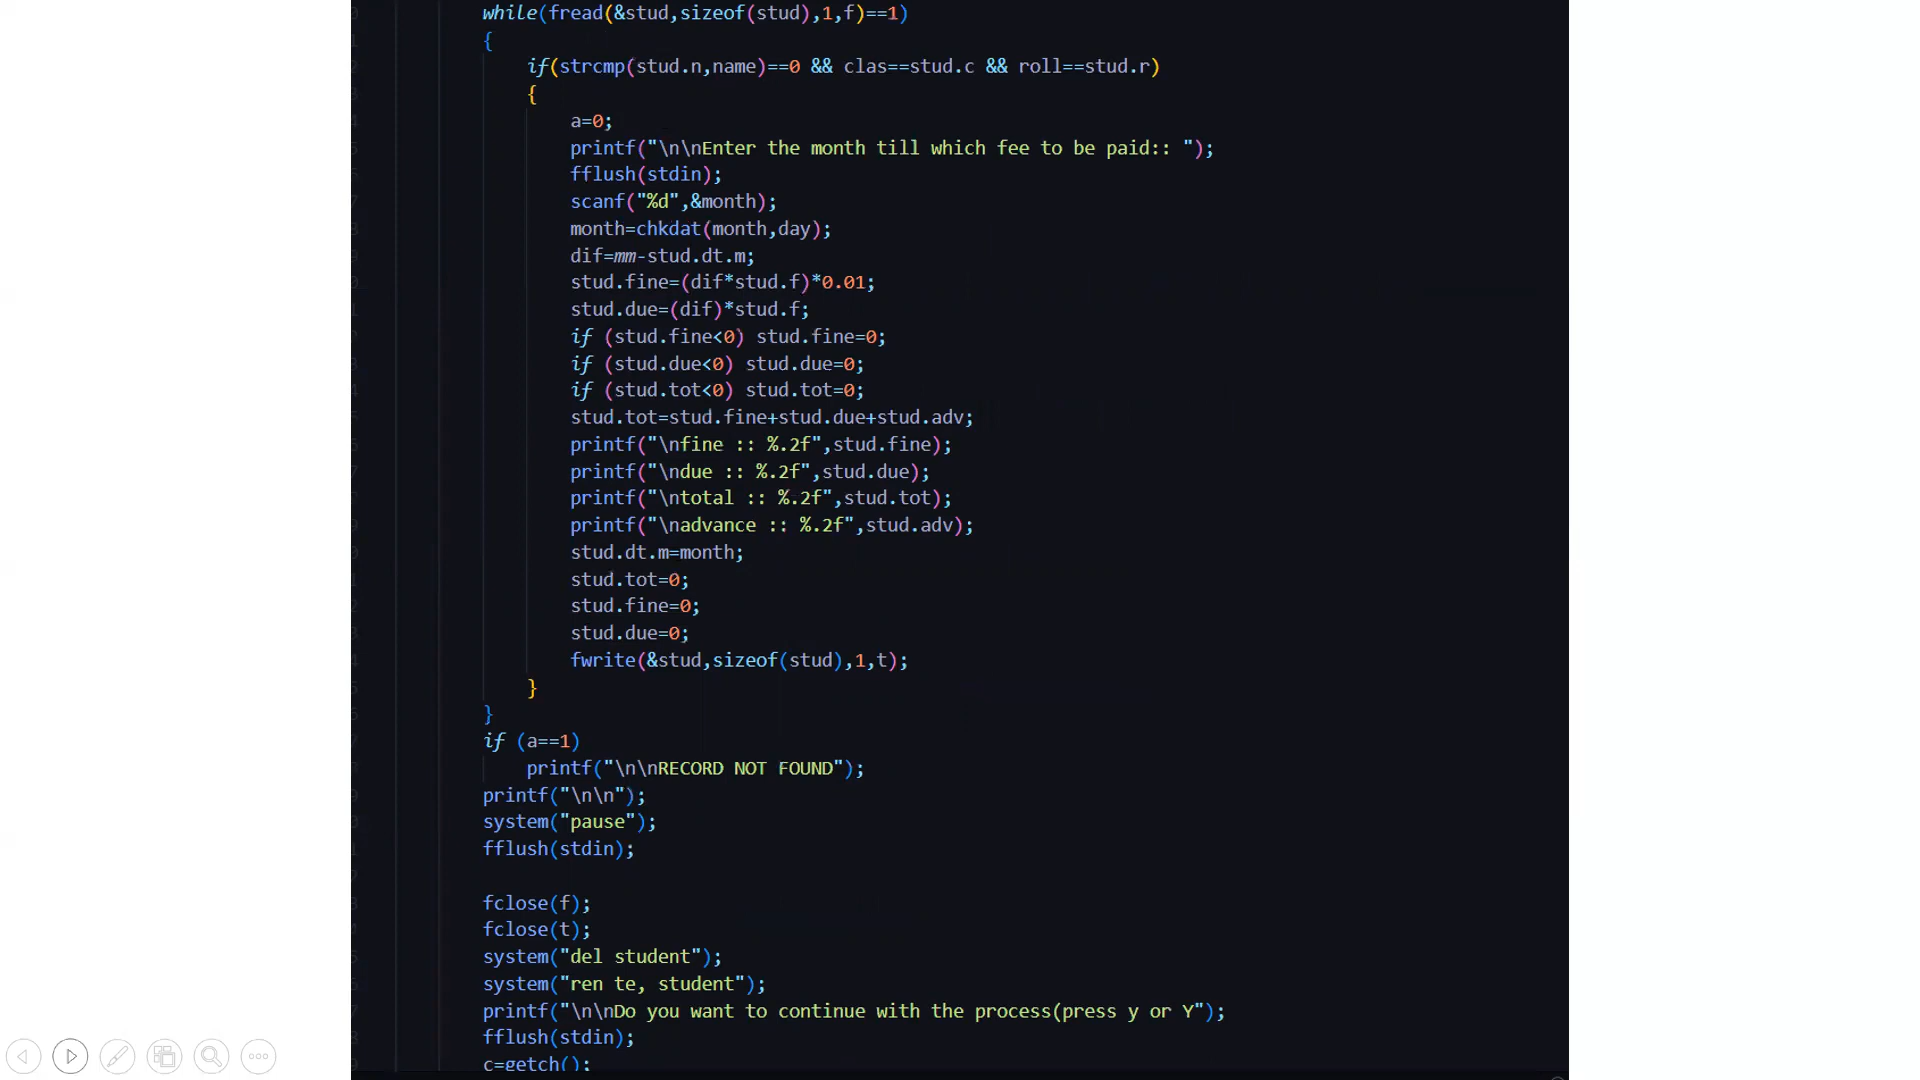 while(fread(&stud,sizeof(stud),1,f)==1)
{
if(strcmp(stud.n,name)==0 && clas==stud.c && roll==stud.r)
{
a=0;
printf("\n\nEnter the month till which fee to be paid:: ");
fflush(stdin);
scanf("%d",&month);
month=chkdat(month,day);
dif=mm-stud.dt.m;
stud.fine=(dif*stud.f)*0.01;
stud.due=(dif)*stud.f;
if (stud.fine<0) stud.fine=0;
if (stud.due<0) stud.due=0;
if (stud.tot<0) stud.tot=0;
stud.tot=stud.fine+stud.due+stud.adv;
printf("\nfine :: %.2f",stud.fine);
printf("\ndue :: %.2f",stud.due);
printf("\ntotal :: %.2f",stud.tot);
printf("\nadvance :: %.2f",stud.adv);
stud.dt.m=month;
stud.tot=0;
stud.fine=0;
stud.due=0;
fwrite(&stud,sizeof(stud),1,t);
}
}
if (a==1)
printf("\n\nRECORD NOT FOUND");
printf("\n\n");
system("pause");
fflush(stdin);
fclose(f);
fclose(t);
system("del student");
system("ren te, student");
printf("\n\nDo you want to continue with the process(press y or Y");
fflush(stdin);
c=getch();